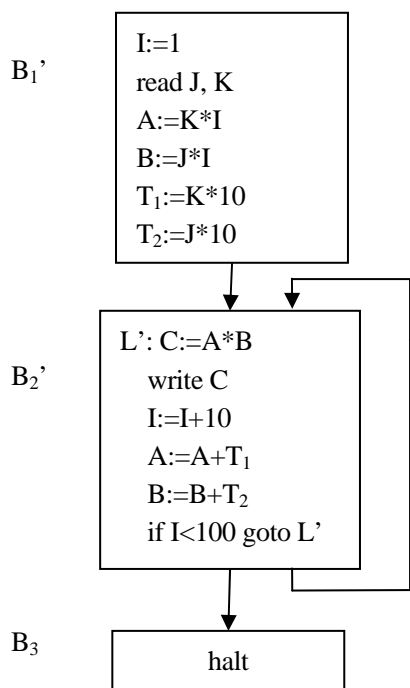 B₁'
I:=1
read J, K
A:=K*I
B:=J*I
T₁:=K*10
T₂:=J*10
B₂'
L': C:=A*B
write C
I:=I+10
A:=A+T₁
B:=B+T₂
if I<100 goto L'
B₃
halt